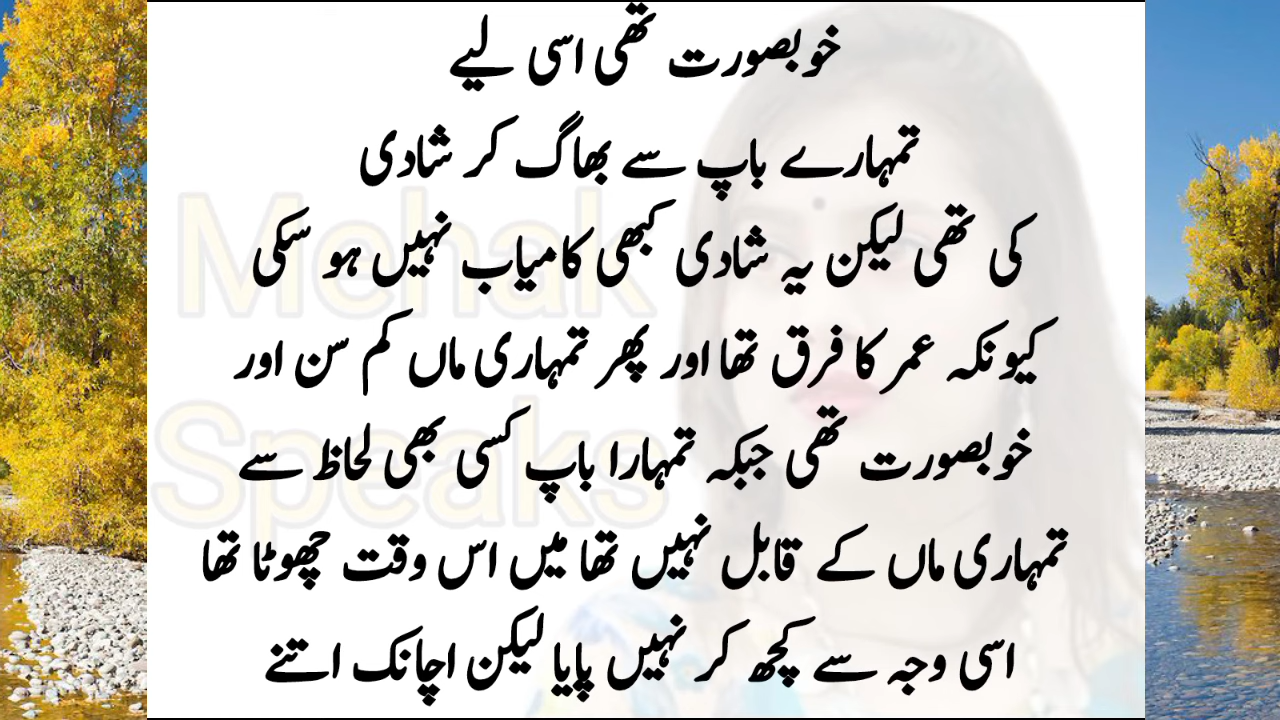 خوبصورت تھی اسی لیے
تمہارے باپ سے بھاگ کر شادی
کی تھی لیکن یہ شادی کبھی کامیاب نہیں ہو سکی
کیونکہ عمر کا فرق تھا اور پھر تمہاری ماں کم سن اور
خوبصورت تھی جبکہ تمہارا باپ کسی بھی لحاظ سے
تمہاری ماں کے قابل نہیں تھا میں اس وقت چھوٹا تھا
اسی وجہ سے کچھ کر نہیں پایا لیکن اچانک اتنے
Mehak
Speaks